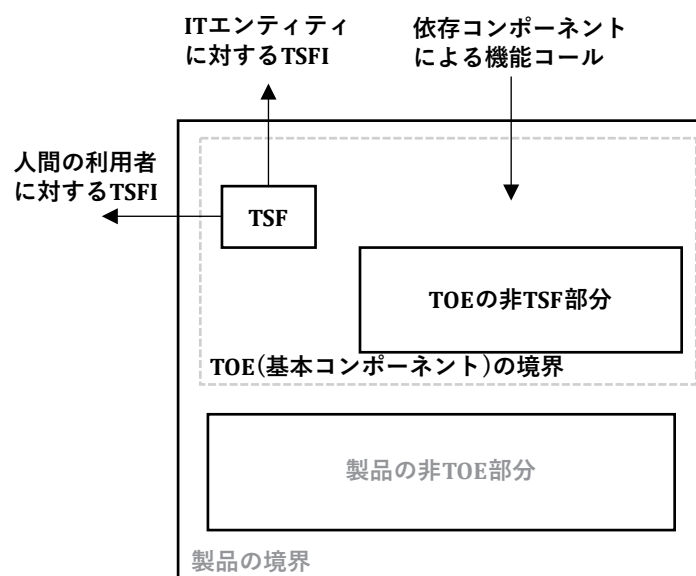 ITエンティティ
に対するTSFI
依存コンポーネント
による機能コール
人間の利用者
に対するTSFI
TSF
TOEの非TSF部分
TOE(基本コンポーネント)の境界
製品の非TOE部分
製品の境界